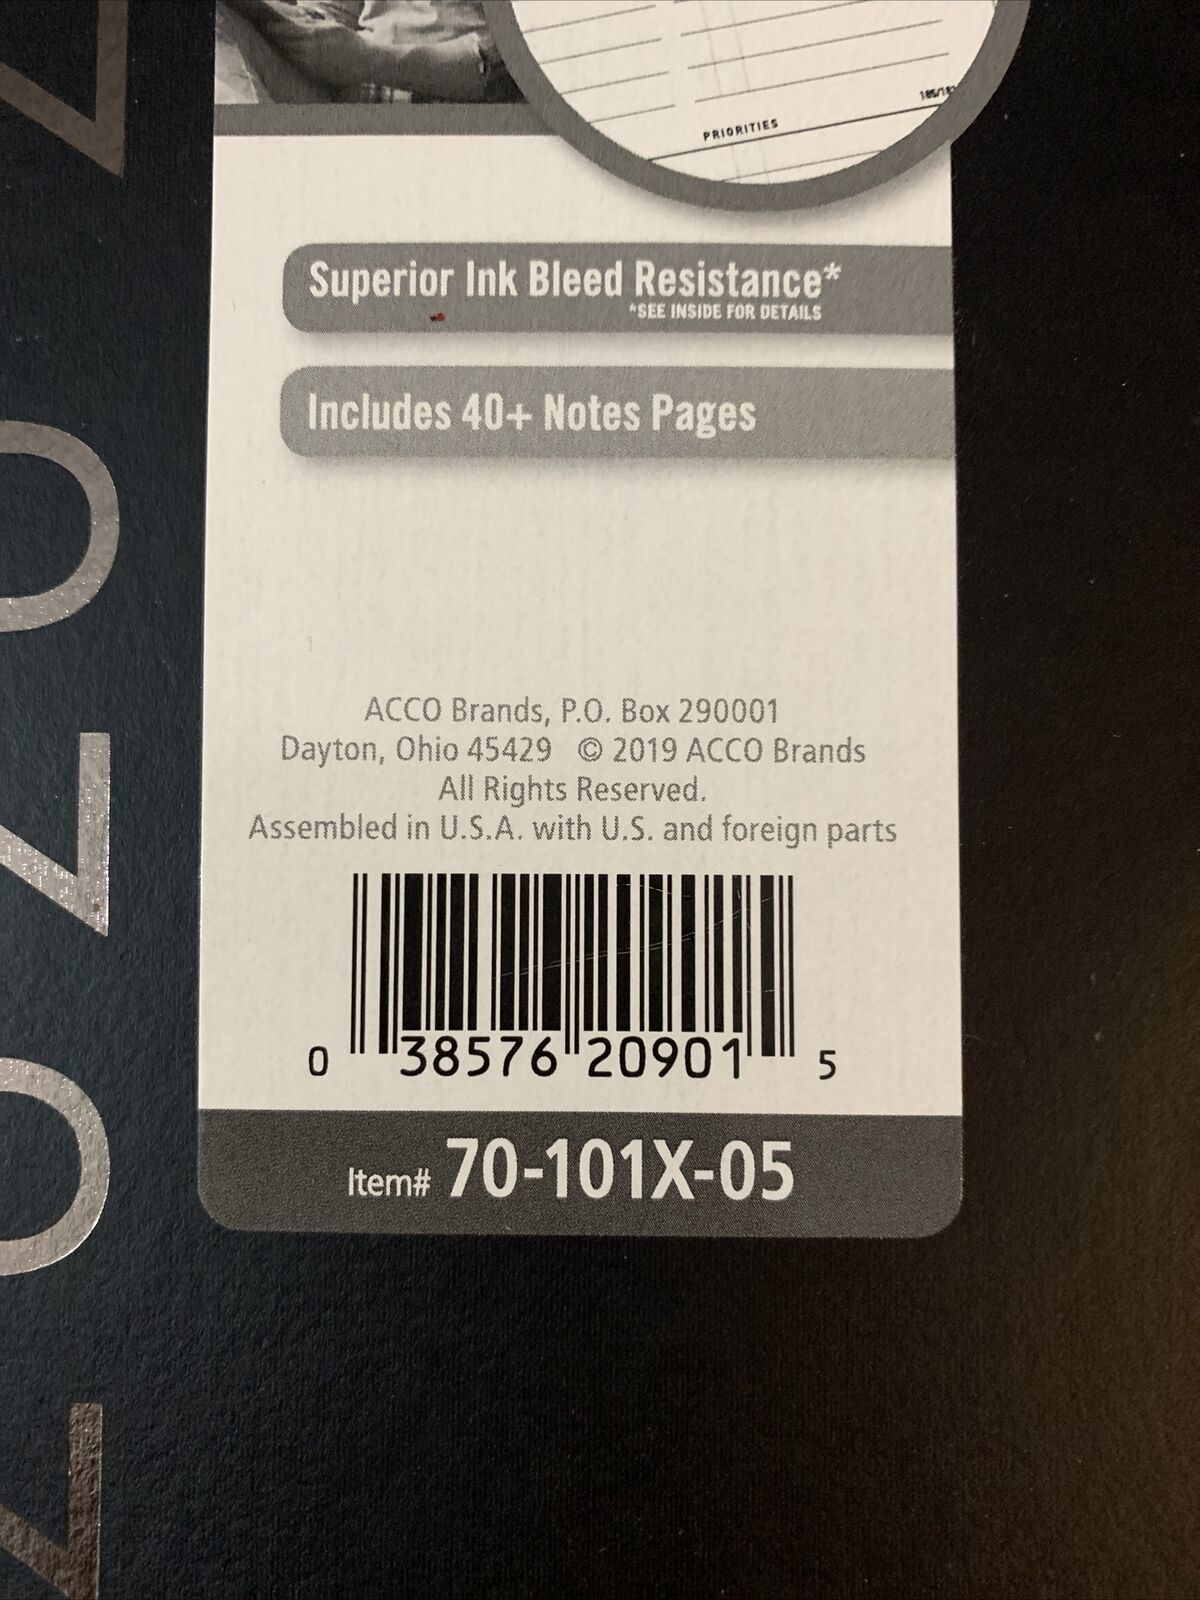 PRIORITIES
Superior Ink Bleed Resistance*
*SEE INSIDE FOR DETAILS
Includes 40+ Notes Pages
ACCO Brands, P.O. Box 290001
Dayton, Ohio 45429 © 2019 ACCO Brands
All Rights Reserved.
Assembled in U.S.A. with U.S. and foreign parts
0 38576 20901 5
Item# 70-101X-05
2020